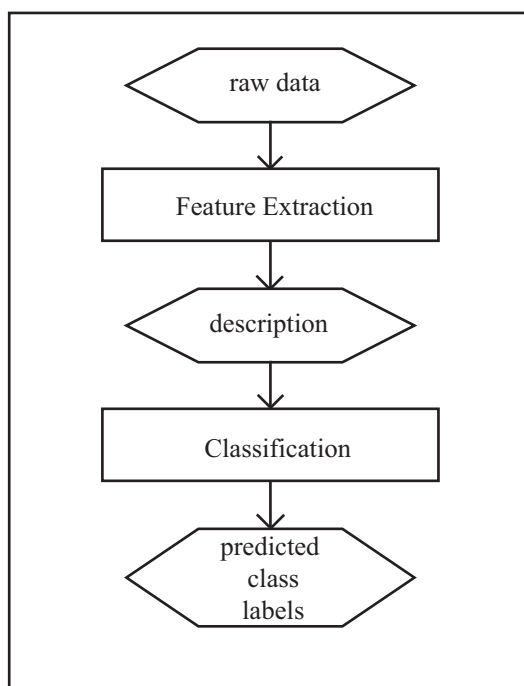 raw data
Feature Extraction
description
Classification
predicted
class
labels